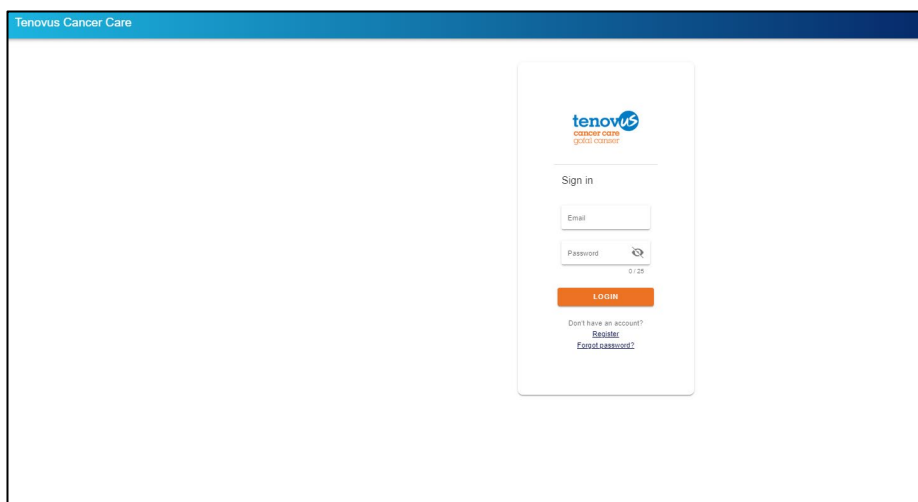 Tenovus Cancer Care
tenovus
cancer care
gofal canser
Sign in
Email
Password
0 / 25
LOGIN
Don't have an account?
Register
Forgot password?